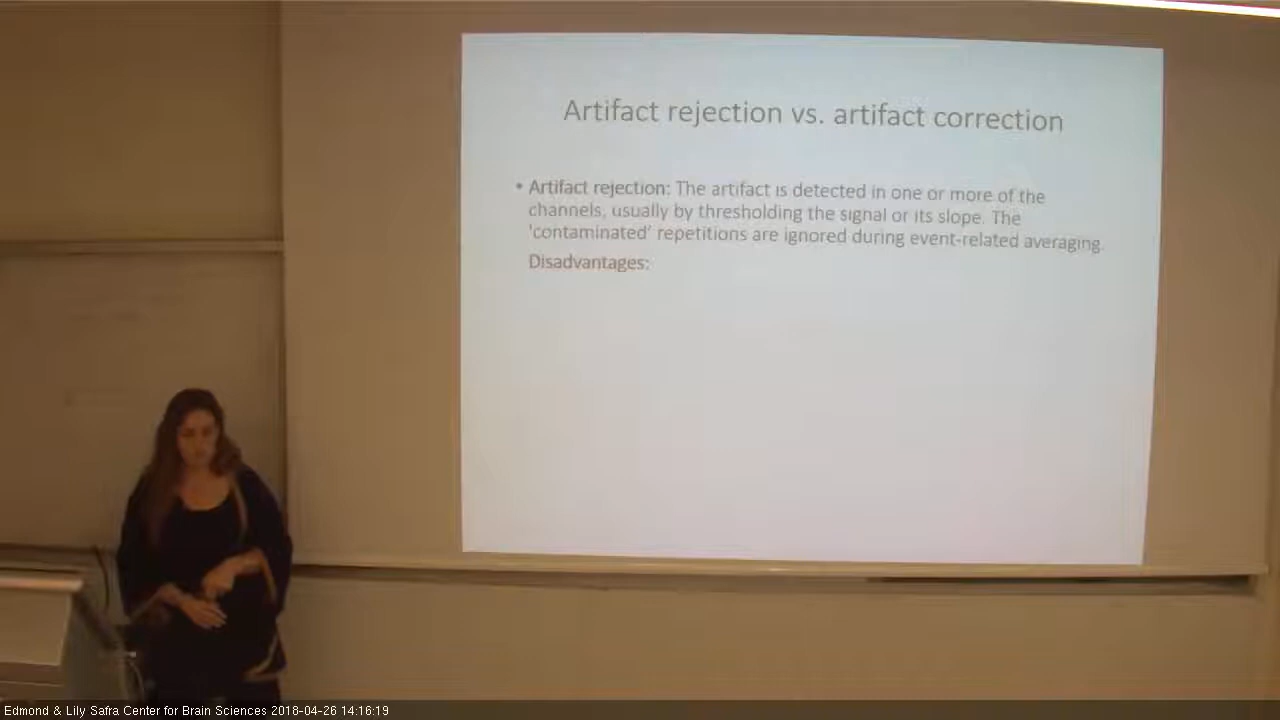 Artifact rejection vs. artifact correction
• Artifact rejection: The artifact is detected in one or more of the
channels, usually by thresholding the signal or its slope. The
'contaminated' repetitions are ignored during event-related averaging.
Disadvantages:
Edmond & Lily Safra Center for Brain Sciences 2018-04-26 14:16:19